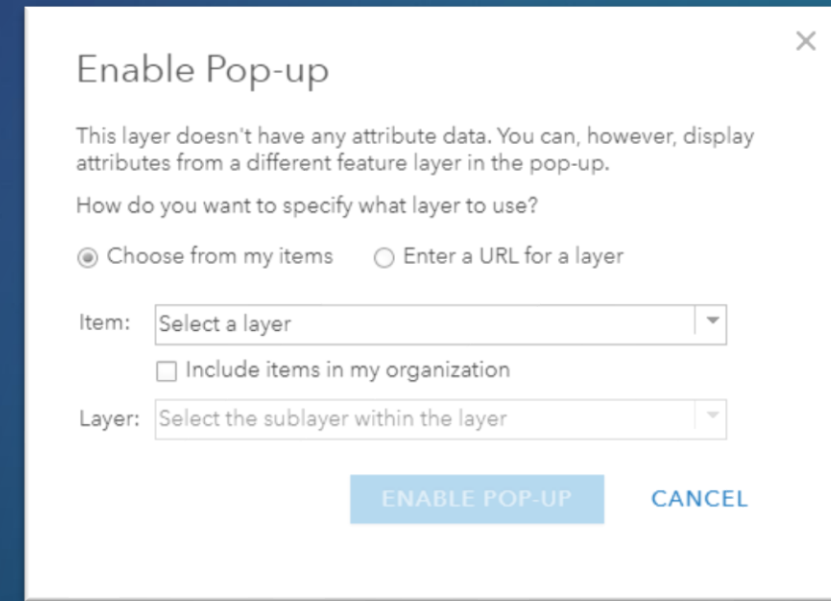 Enable Pop-up
This layer doesn't have any attribute data. You can, however, display
attributes from a different feature layer in the pop-up.
How do you want to specify what layer to use?
Choose from my items Enter a URL for a layer
Item: Select a layer
Include items in my organization
Layer: Select the sublayer within the layer
ENABLE POP-UP CANCEL